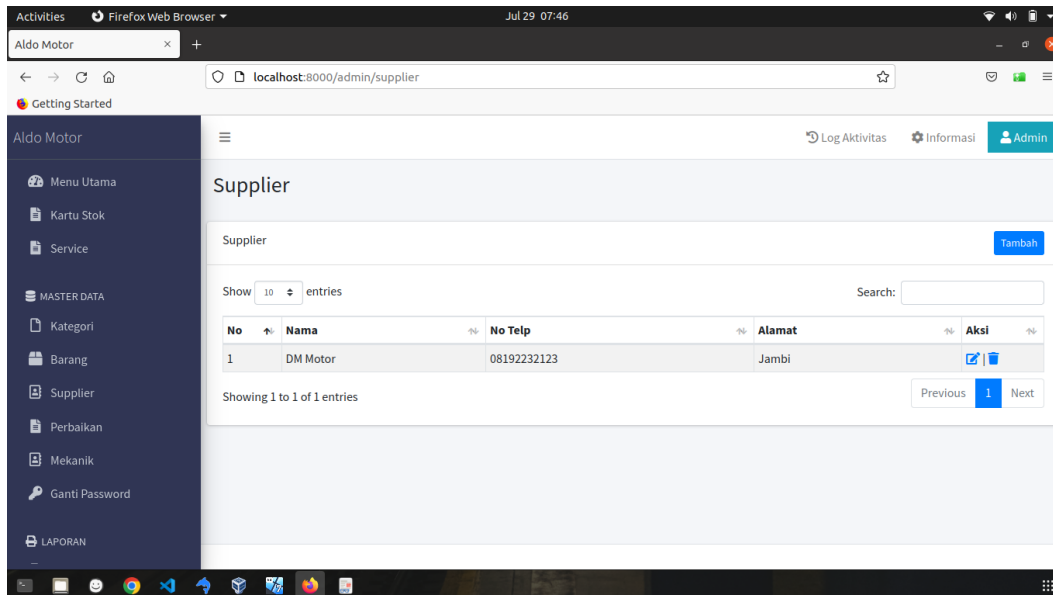 Activities Firefox Web Browser Jul 29 07:46
Aldo Motor
localhost:8000/admin/supplier
Getting Started
Aldo Motor
Log Aktivitas Informasi Admin
Menu Utama
Kartu Stok
Service
MASTER DATA
Kategori
Barang
Supplier
Perbaikan
Mekanik
Ganti Password
LAPORAN
Supplier
Supplier Tambah
Show 10 entries Search:
No Nama No Telp Alamat Aksi
1 DM Motor 08192232123 Jambi |
Showing 1 to 1 of 1 entries Previous 1 Next